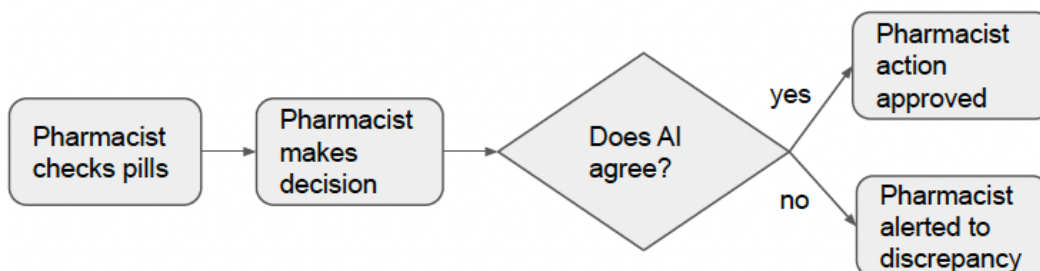 Pharmacist
checks pills
Pharmacist
makes
decision
Does AI
agree?
yes
Pharmacist
action
approved
no
Pharmacist
alerted to
discrepancy